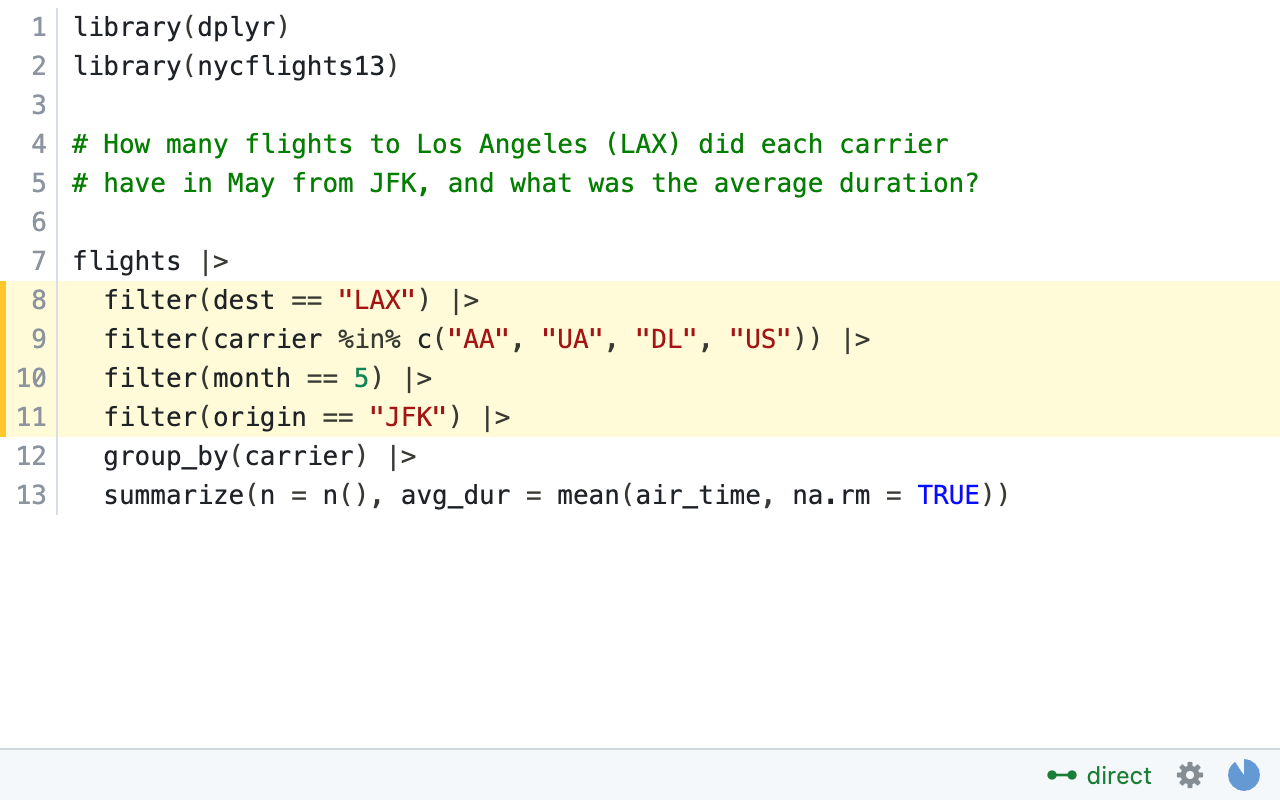 1 library(dplyr)
2 library(nycflights13)
3
4 # How many flights to Los Angeles (LAX) did each carrier
5 # have in May from JFK, and what was the average duration?
6
7 flights |>
8   filter(dest == "LAX") |>
9   filter(carrier %in% c("AA", "UA", "DL", "US")) |>
10   filter(month == 5) |>
11   filter(origin == "JFK") |>
12   group_by(carrier) |>
13   summarize(n = n(), avg_dur = mean(air_time, na.rm = TRUE))
direct